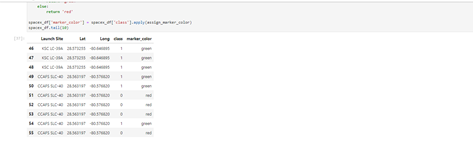 else:
return 'red'
spacex_df['marker_color'] = spacex_df['class'].apply(assign_marker_color)
spacex_df.tail(10)
Launch Site Lat Long class marker_color
46 KSC LC-39A 28.573255 -80.646895 1 green
47 KSC LC-39A 28.573255 -80.646895 1 green
48 KSC LC-39A 28.573255 -80.646895 1 green
49 CCAFS SLC-40 28.563197 -80.576820 1 green
50 CCAFS SLC-40 28.563197 -80.576820 1 green
51 CCAFS SLC-40 28.563197 -80.576820 0 red
52 CCAFS SLC-40 28.563197 -80.576820 0 red
53 CCAFS SLC-40 28.563197 -80.576820 0 red
54 CCAFS SLC-40 28.563197 -80.576820 1 green
55 CCAFS SLC-40 28.563197 -80.576820 0 red